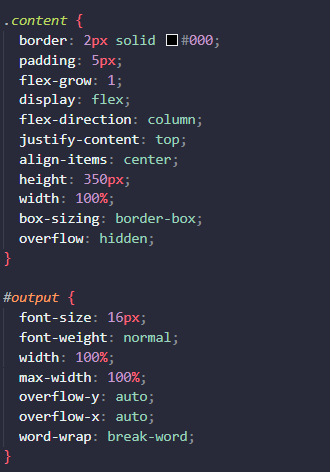 .content {
border: 2px solid #000;
padding: 5px;
flex-grow: 1;
display: flex;
flex-direction: column;
justify-content: top;
align-items: center;
height: 350px;
width: 100%;
box-sizing: border-box;
overflow: hidden;
}
#output {
font-size: 16px;
font-weight: normal;
width: 100%;
max-width: 100%;
overflow-y: auto;
overflow-x: auto;
word-wrap: break-word;
}